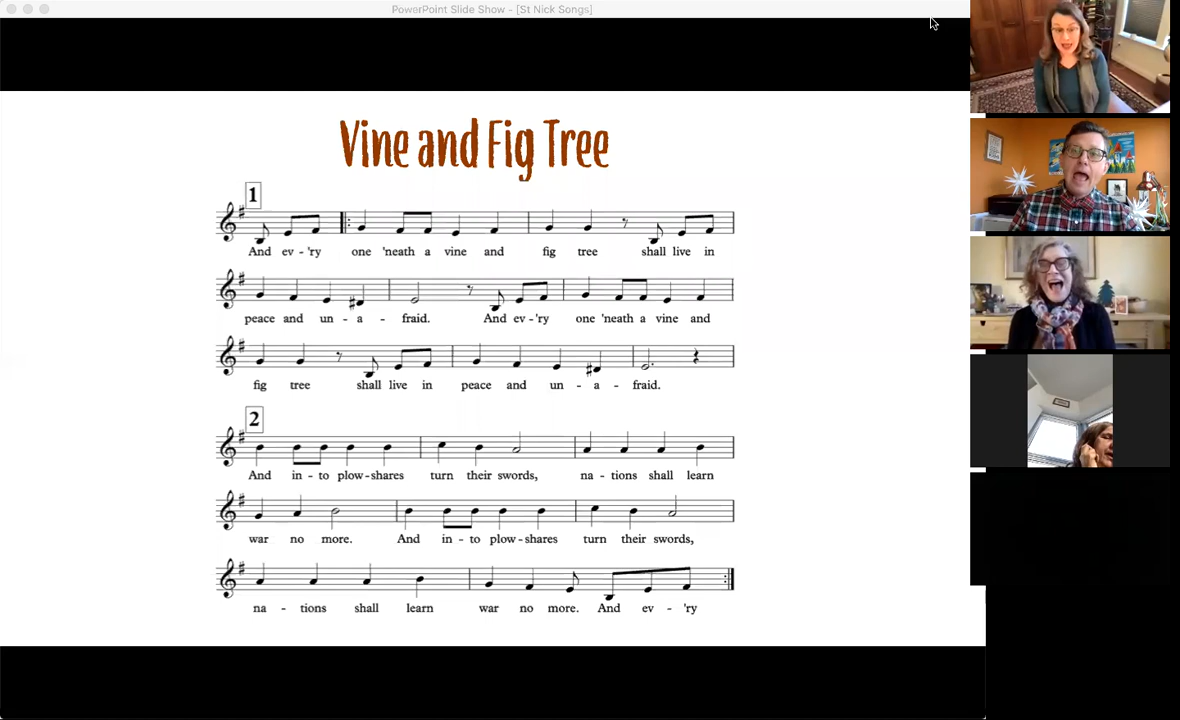 PowerPoint Slide Show - [St Nick Songs]
Vine and Fig Tree
1
And ev - 'ry one 'neath a vine and fig tree shall live in
peace and un - a - fraid. And ev - 'ry one 'neath a vine and
fig tree shall live in peace and un - a - fraid.
2
And in - to plow - shares turn their swords, na - tions shall learn
war no more. And in - to plow - shares turn their swords,
na - tions shall learn war no more. And ev - 'ry